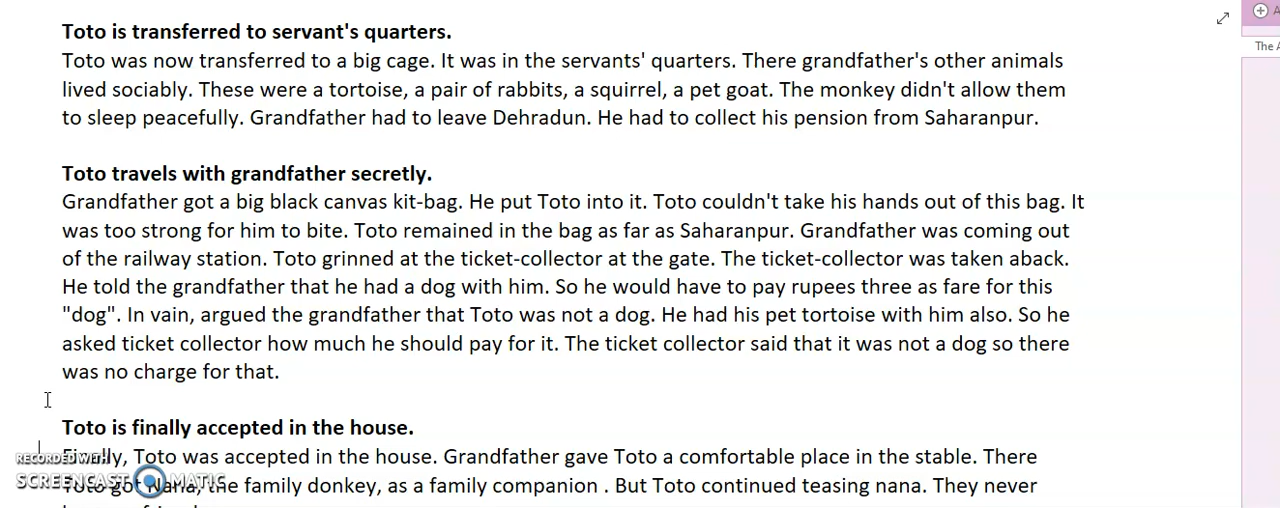 Toto is transferred to servant's quarters.
Toto was now transferred to a big cage. It was in the servants' quarters. There grandfather's other animals
lived sociably. These were a tortoise, a pair of rabbits, a squirrel, a pet goat. The monkey didn't allow them
to sleep peacefully. Grandfather had to leave Dehradun. He had to collect his pension from Saharanpur.
Toto travels with grandfather secretly.
Grandfather got a big black canvas kit-bag. He put Toto into it. Toto couldn't take his hands out of this bag. It
was too strong for him to bite. Toto remained in the bag as far as Saharanpur. Grandfather was coming out
of the railway station. Toto grinned at the ticket-collector at the gate. The ticket-collector was taken aback.
He told the grandfather that he had a dog with him. So he would have to pay rupees three as fare for this
"dog". In vain, argued the grandfather that Toto was not a dog. He had his pet tortoise with him also. So he
asked ticket collector how much he should pay for it. The ticket collector said that it was not a dog so there
was no charge for that.
Toto is finally accepted in the house.
Finally, Toto was accepted in the house. Grandfather gave Toto a comfortable place in the stable. There
Toto got Nana, the family donkey, as a family companion . But Toto continued teasing nana. They never
RECORDED WITH
SCREENCAST MATIC
A
The A